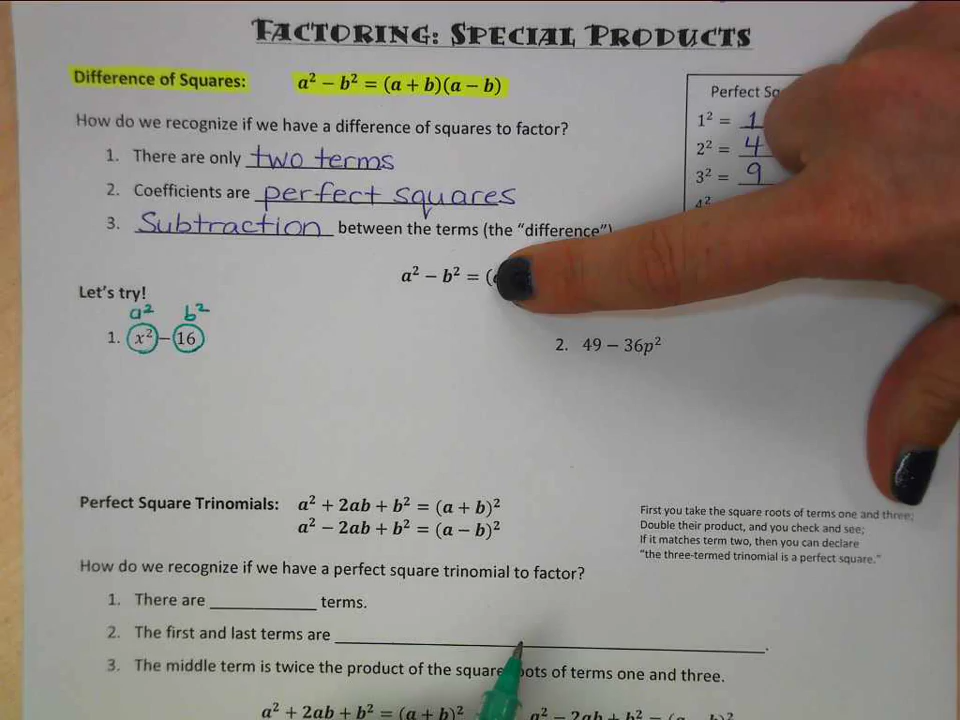 FACTORING: SPECIAL PRODUCTS
Difference of Squares: a² − b² = (a + b)(a − b)
Perfect
How do we recognize if we have a difference of squares to factor?
1² = 1
1. There are only two terms
2² = 4
3² = 9
2. Coefficients are perfect squares
4²
3. Subtraction between the terms (the "difference")
a² − b² = (
Let's try!
a² b²
1. x² − 16
2. 49 − 36p²
Perfect Square Trinomials: a² + 2ab + b² = (a + b)²
a² − 2ab + b² = (a − b)²
First you take the square roots of terms one and three;
Double their product, and you check and see;
If it matches term two, then you can declare
"the three-termed trinomial is a perfect square."
How do we recognize if we have a perfect square trinomial to factor?
1. There are ___________ terms.
2. The first and last terms are ___________.
3. The middle term is twice the product of the square roots of terms one and three.
a² + 2ab + b² = (a + b)² a² − 2ab + b² = (a − b)²